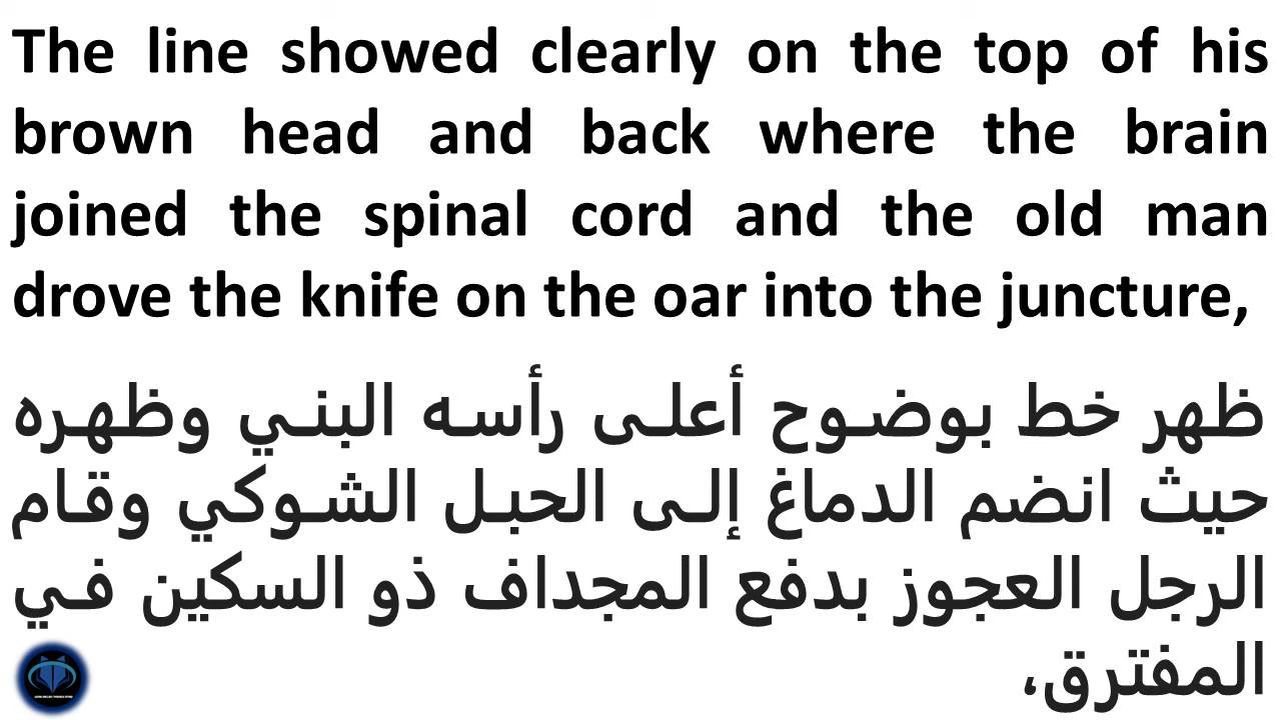 The line showed clearly on the top of his
brown head and back where the brain
joined the spinal cord and the old man
drove the knife on the oar into the juncture,
ظهر خط بوضوح أعلى رأسه البني وظهره
حيث انضم الدماغ إلى الحبل الشوكي وقام
الرجل العجوز بدفع المجداف ذو السكين في
المفترق،